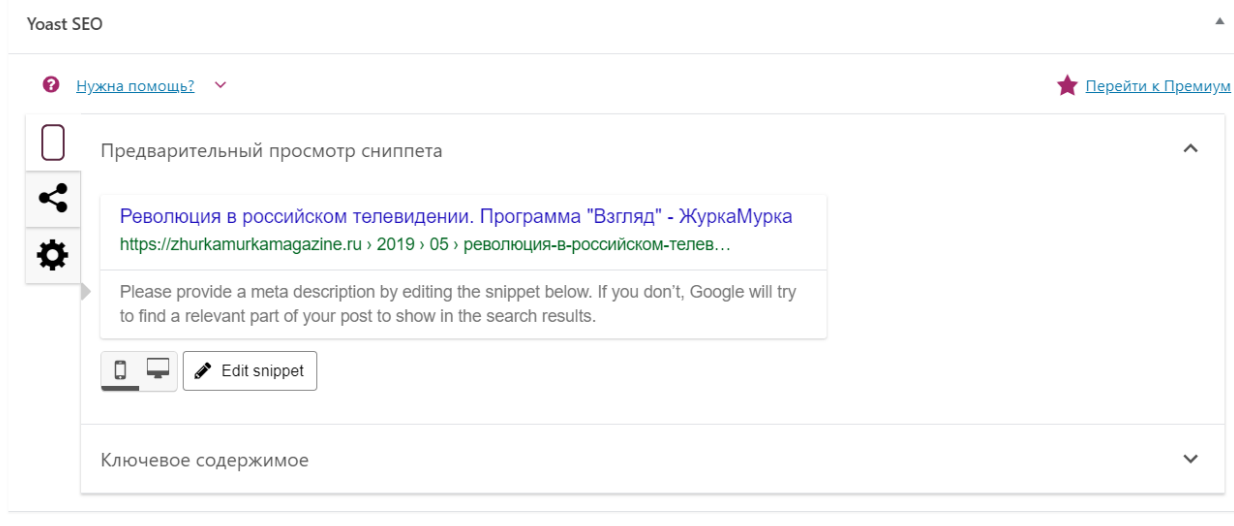 Yoast SEO
Нужна помощь?
Перейти к Премиум
Предварительный просмотр сниппета
Революция в российском телевидении. Программа "Взгляд" - ЖуркаМурка
https://zhurkamurkamagazine.ru › 2019 › 05 › революция-в-российском-телев…
Please provide a meta description by editing the snippet below. If you don’t, Google will try
to find a relevant part of your post to show in the search results.
Edit snippet
Ключевое содержимое